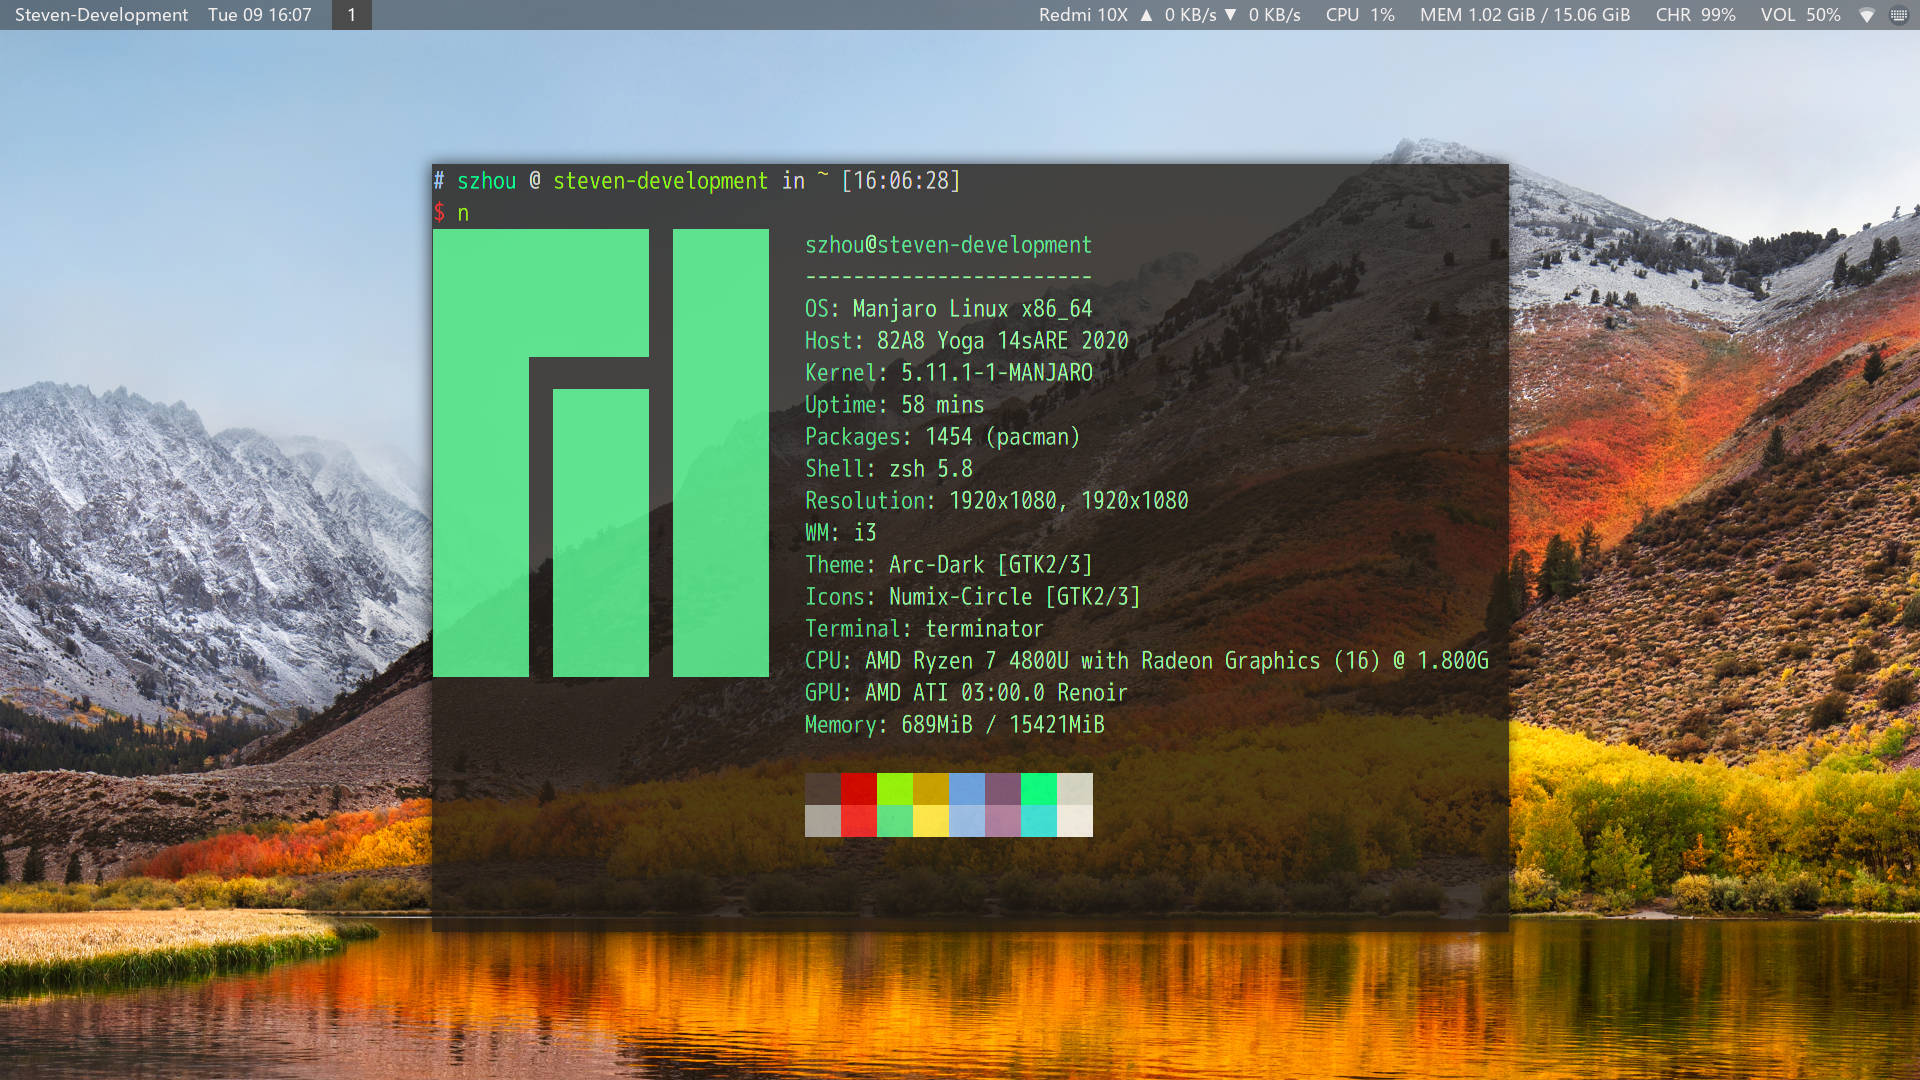 Steven-Development Tue 09 16:07 1 Redmi 10X ▲ 0 KB/s ▼ 0 KB/s CPU 1% MEM 1.02 GiB / 15.06 GiB CHR 99% VOL 50%
# szhou @ steven-development in ~ [16:06:28]
$ n
szhou@steven-development
------------------------
OS: Manjaro Linux x86_64
Host: 82A8 Yoga 14sARE 2020
Kernel: 5.11.1-1-MANJARO
Uptime: 58 mins
Packages: 1454 (pacman)
Shell: zsh 5.8
Resolution: 1920x1080, 1920x1080
WM: i3
Theme: Arc-Dark [GTK2/3]
Icons: Numix-Circle [GTK2/3]
Terminal: terminator
CPU: AMD Ryzen 7 4800U with Radeon Graphics (16) @ 1.800G
GPU: AMD ATI 03:00.0 Renoir
Memory: 689MiB / 15421MiB